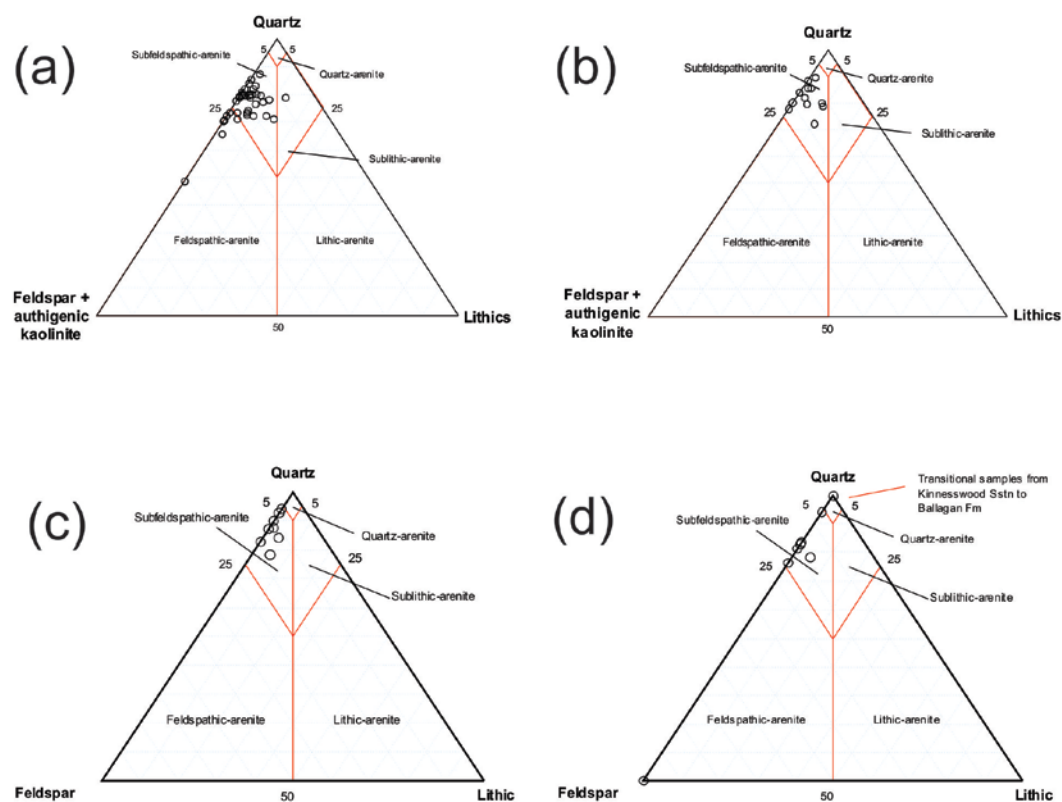 (a)
Quartz
Subfeldspathic-arenite
5
5
Quartz-arenite
25
25
Sublithic-arenite
Feldspathic-arenite
Lithic-arenite
Feldspar +
authigenic
kaolinite
Lithics
50
(b)
Quartz
Subfeldspathic-arenite
5
5
Quartz-arenite
25
25
Sublithic-arenite
Feldspathic-arenite
Lithic-arenite
Feldspar +
authigenic
kaolinite
Lithics
50
(c)
Quartz
5
5
Subfeldspathic-arenite
Quartz-arenite
25
25
Sublithic-arenite
Feldspathic-arenite
Lithic-arenite
Feldspar
50
Lithic
(d)
Quartz
Transitional samples from
Kinnesswood Sstn to
Ballagan Fm
5
5
Subfeldspathic-arenite
Quartz-arenite
25
25
Sublithic-arenite
Feldspathic-arenite
Lithic-arenite
Feldspar
50
Lithic